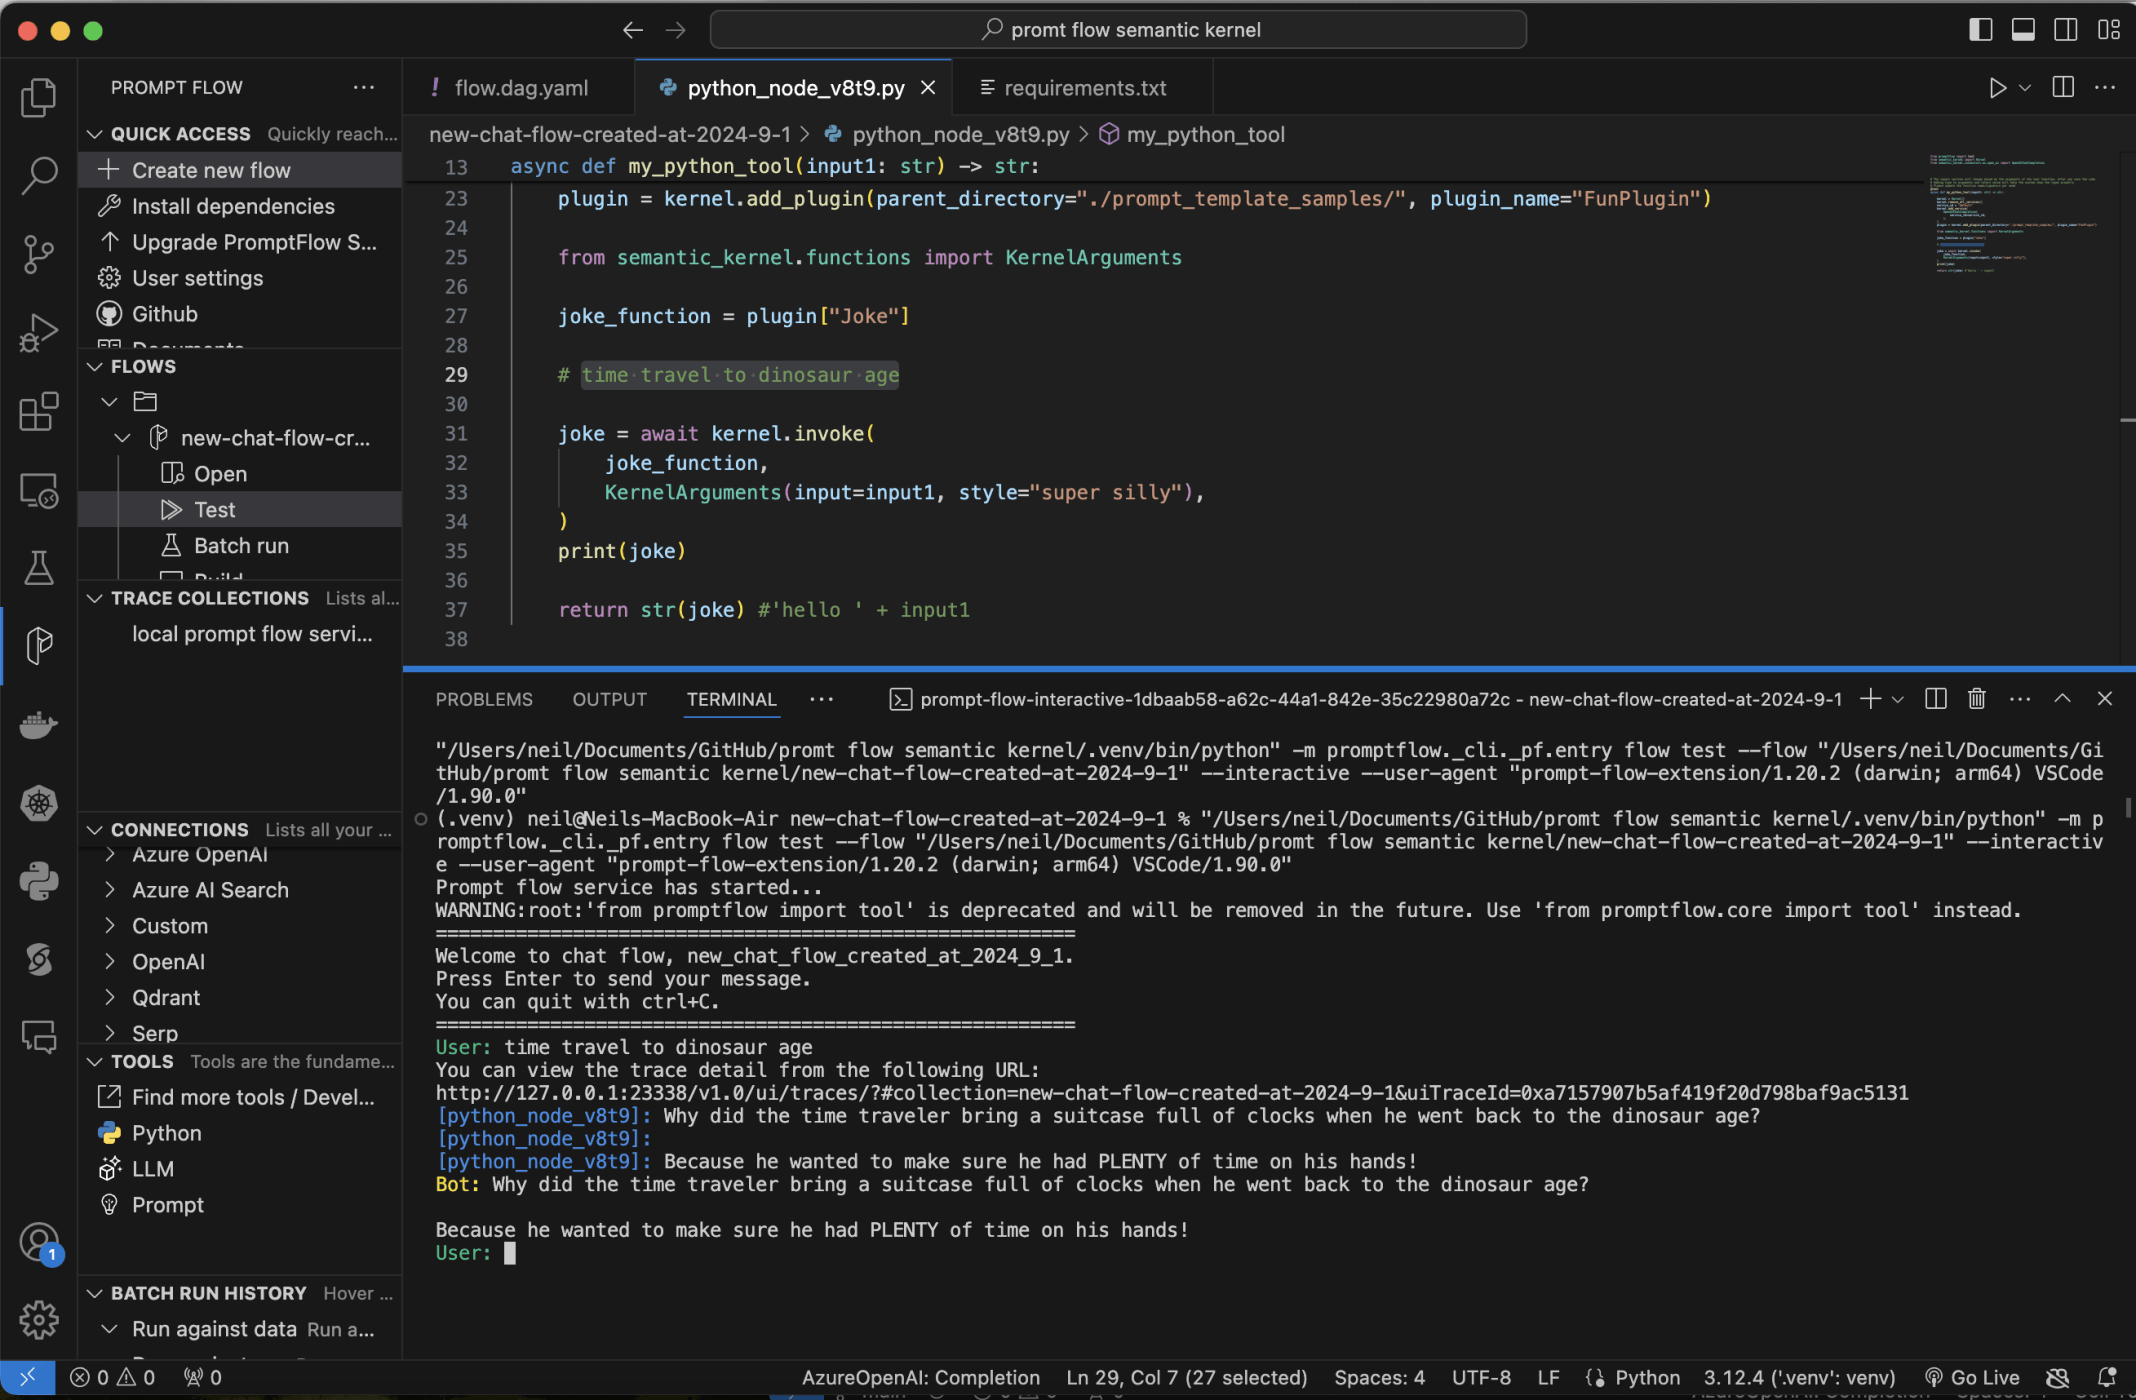 promt flow semantic kernel
PROMPT FLOW
flow.dag.yaml
python_node_v8t9.py
requirements.txt
QUICK ACCESS Quickly reach...
Create new flow
Install dependencies
Upgrade PromptFlow S...
User settings
Github
FLOWS
new-chat-flow-cr...
Open
Test
Batch run
Build
TRACE COLLECTIONS Lists al...
local prompt flow servi...
CONNECTIONS Lists all your ...
Azure OpenAI
Azure AI Search
Custom
OpenAI
Qdrant
Serp
TOOLS Tools are the fundame...
Find more tools / Devel...
Python
LLM
Prompt
1
BATCH RUN HISTORY Hover ...
Run against data Run a...
new-chat-flow-created-at-2024-9-1 > python_node_v8t9.py > my_python_tool
13 async def my_python_tool(input1: str) -> str:
23 plugin = kernel.add_plugin(parent_directory="./prompt_template_samples/", plugin_name="FunPlugin")
24
25 from semantic_kernel.functions import KernelArguments
26
27 joke_function = plugin["Joke"]
28
29 # time travel to dinosaur age
30
31 joke = await kernel.invoke(
32 joke_function,
33 KernelArguments(input=input1, style="super silly"),
34 )
35 print(joke)
36
37 return str(joke) #'hello ' + input1
38
PROBLEMS OUTPUT TERMINAL ··· prompt-flow-interactive-1dbaab58-a62c-44a1-842e-35c22980a72c - new-chat-flow-created-at-2024-9-1
"/Users/neil/Documents/GitHub/promt flow semantic kernel/.venv/bin/python" -m promptflow._cli._pf.entry flow test --flow "/Users/neil/Documents/Gi
tHub/promt flow semantic kernel/new-chat-flow-created-at-2024-9-1" --interactive --user-agent "prompt-flow-extension/1.20.2 (darwin; arm64) VSCode
/1.90.0"
(.venv) neil@Neils-MacBook-Air new-chat-flow-created-at-2024-9-1 % "/Users/neil/Documents/GitHub/promt flow semantic kernel/.venv/bin/python" -m p
romptflow._cli._pf.entry flow test --flow "/Users/neil/Documents/GitHub/promt flow semantic kernel/new-chat-flow-created-at-2024-9-1" --interactiv
e --user-agent "prompt-flow-extension/1.20.2 (darwin; arm64) VSCode/1.90.0"
Prompt flow service has started...
WARNING:root:'from promptflow import tool' is deprecated and will be removed in the future. Use 'from promptflow.core import tool' instead.
========================================================
Welcome to chat flow, new_chat_flow_created_at_2024_9_1.
Press Enter to send your message.
You can quit with ctrl+C.
========================================================
User: time travel to dinosaur age
You can view the trace detail from the following URL:
http://127.0.0.1:23338/v1.0/ui/traces/?#collection=new-chat-flow-created-at-2024-9-1&uiTraceId=0xa7157907b5af419f20d798baf9ac5131
[python_node_v8t9]: Why did the time traveler bring a suitcase full of clocks when he went back to the dinosaur age?
[python_node_v8t9]:
[python_node_v8t9]: Because he wanted to make sure he had PLENTY of time on his hands!
Bot: Why did the time traveler bring a suitcase full of clocks when he went back to the dinosaur age?
Because he wanted to make sure he had PLENTY of time on his hands!
User:
0 0 0 AzureOpenAI: Completion Ln 29, Col 7 (27 selected) Spaces: 4 UTF-8 LF Python 3.12.4 ('.venv': venv) Go Live